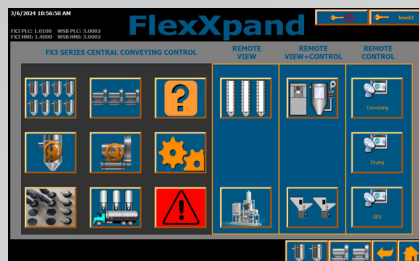 3/6/2024 10:56:50 AM
FlexXpand
level3
FX3 PLC: 1.0100 WSB PLC: 3.0002
FX3 HMI: 1.4000 WSB HMI: 3.0002
FX3 SERIES CENTRAL CONVEYING CONTROL
REMOTE
VIEW
REMOTE
VIEW+CONTROL
REMOTE
CONTROL
?
Conveying
Drying
!
GES